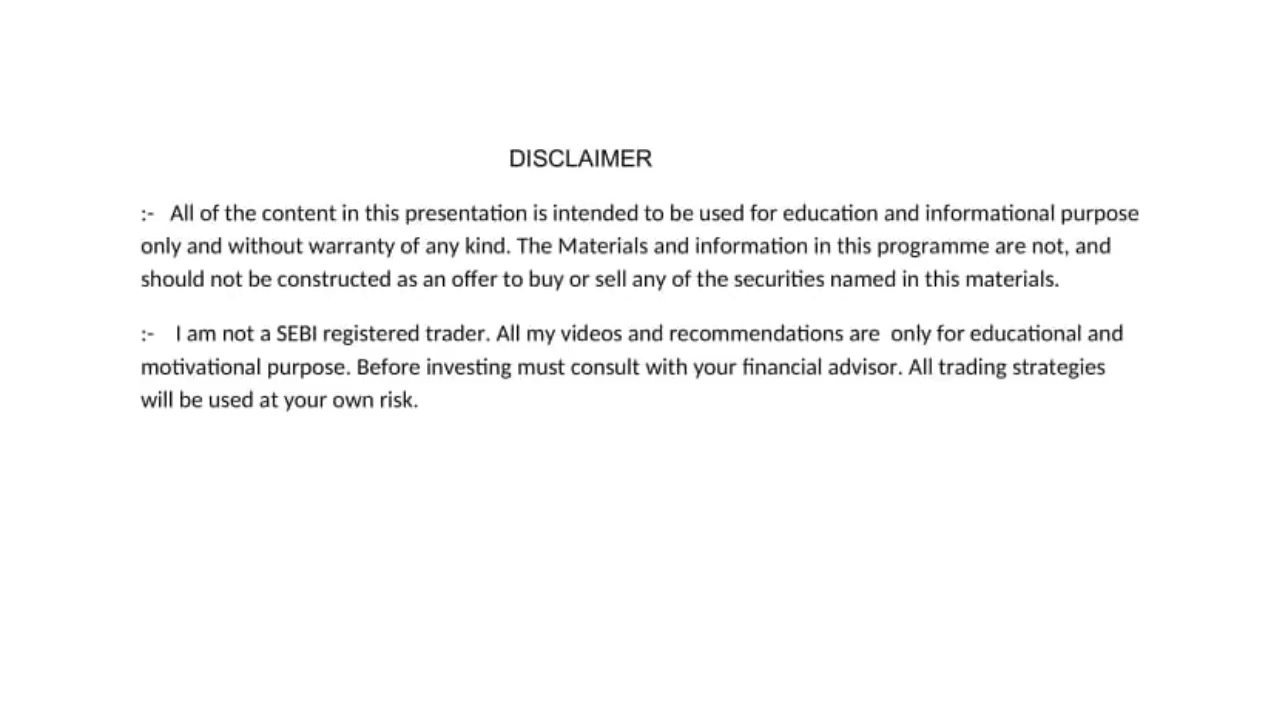 DISCLAIMER
:- All of the content in this presentation is intended to be used for education and informational purpose
only and without warranty of any kind. The Materials and information in this programme are not, and
should not be constructed as an offer to buy or sell any of the securities named in this materials.
:- I am not a SEBI registered trader. All my videos and recommendations are only for educational and
motivational purpose. Before investing must consult with your financial advisor. All trading strategies
will be used at your own risk.